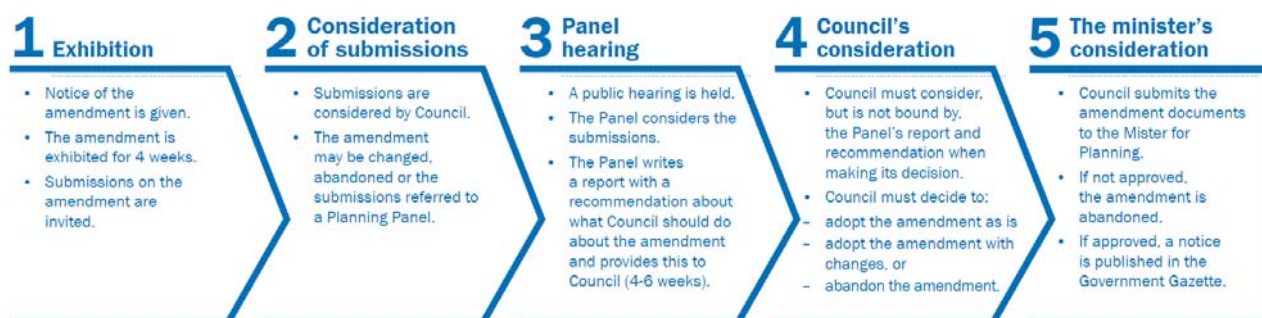 1 Exhibition
• Notice of the
amendment is given.
• The amendment is
exhibited for 4 weeks.
• Submissions on the
amendment are
invited.
2 Consideration
of submissions
• Submissions are
considered by Council.
• The amendment
may be changed,
abandoned or the
submissions referred to
a Planning Panel.
3 Panel
hearing
• A public hearing is held.
• The Panel considers the
submissions.
• The Panel writes
a report with a
recommendation about
what Council should do
about the amendment
and provides this to
Council (4-6 weeks).
4 Council's
consideration
• Council must consider,
but is not bound by,
the Panel's report and
recommendation when
making its decision.
• Council must decide to:
– adopt the amendment as is
– adopt the amendment with
changes, or
– abandon the amendment.
5 The minister's
consideration
• Council submits the
amendment documents
to the Mister for
Planning.
• If not approved,
the amendment is
abandoned.
• If approved, a notice
is published in the
Government Gazette.